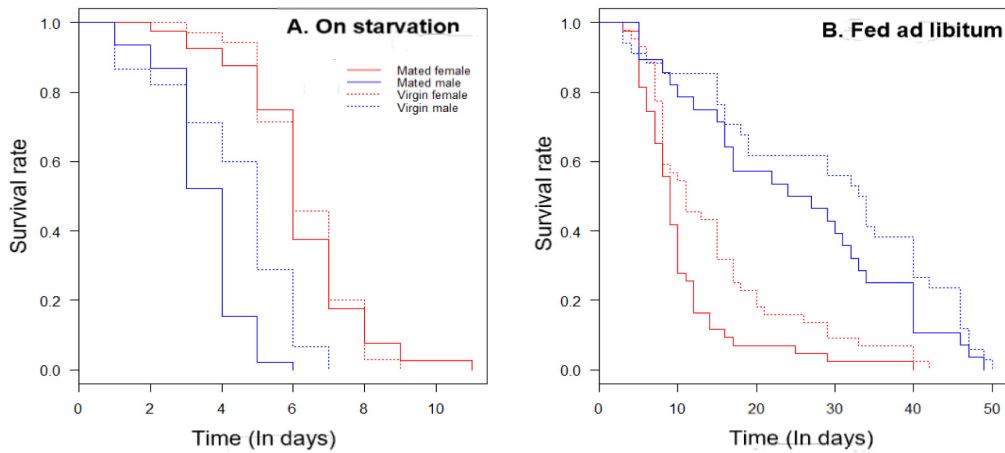 A. On starvation
Mated female
Mated male
Virgin female
Virgin male
Survival rate
1.0
0.8
0.6
0.4
0.2
0.0
0 2 4 6 8 10
Time (In days)
B. Fed ad libitum
Survival rate
1.0
0.8
0.6
0.4
0.2
0.0
0 10 20 30 40 50
Time (In days)